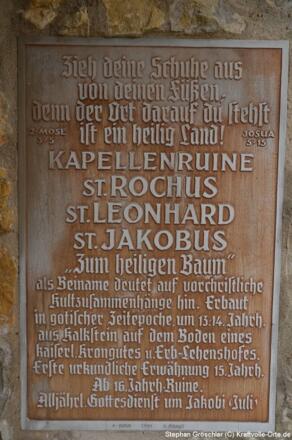 Zieh deine Schuhe aus
von deinen Füßen,
denn der Ort darauf du stehst
ist ein heilig Land!
2·MOSE
3/5
JOSUA
5·15
KAPELLENRUINE
ST. ROCHUS
ST. LEONHARD
ST. JAKOBUS
„Zum heiligen Baum"
als Beiname deutet auf vorchristliche
Kultzusammenhänge hin. Erbaut
in gotischer Zeitepoche, um 13.14. Jahrh.
aus Kalkstein auf dem Boden eines
kaiserl. Krongutes u. Erb-Lehenshofes.
Erste urkundliche Erwähnung 15. Jahrh.
Ab 16. Jahrh. Ruine.
Alljährl. Gottesdienst um Jakobi-Juli
Stephan Gröschler (C) Kraftvolle-Orte.de